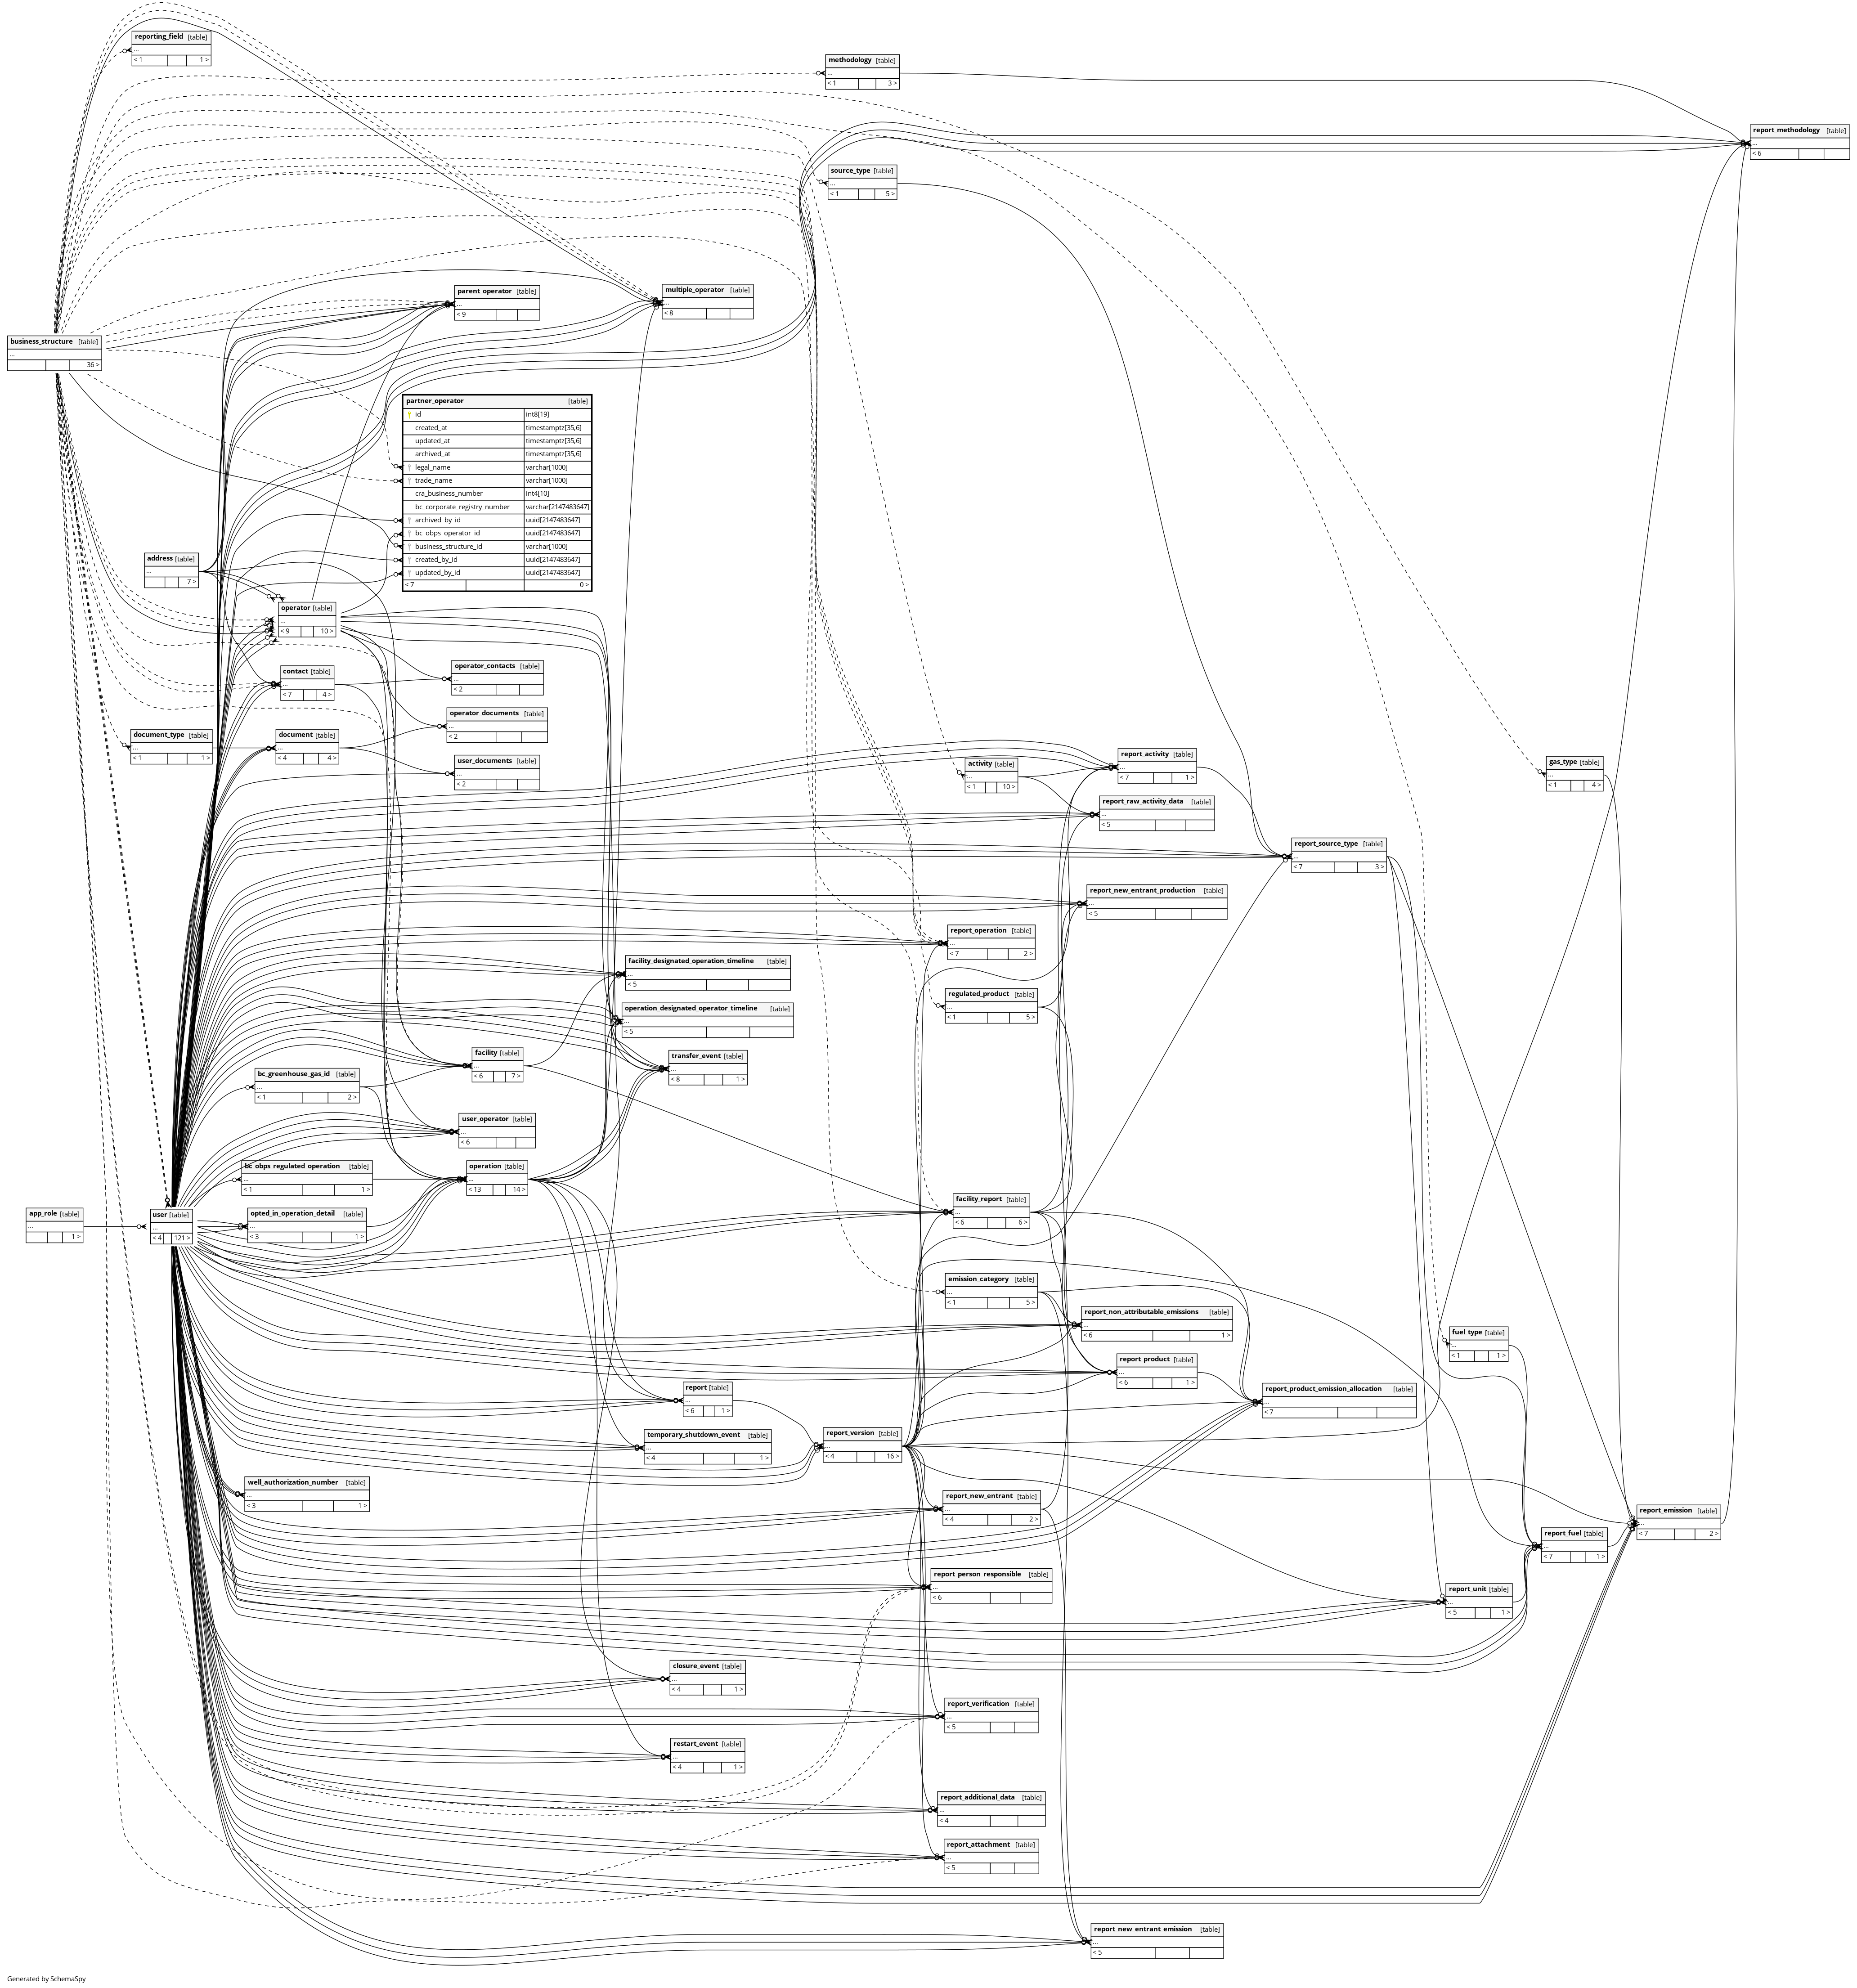 reporting_field [table]
...
< 1 1 >
methodology [table]
...
< 1 3 >
report_methodology [table]
...
< 6
source_type [table]
...
< 1 5 >
parent_operator [table]
...
< 9
multiple_operator [table]
...
< 8
business_structure [table]
...
36 >
partner_operator [table]
id int8[19]
created_at timestamptz[35,6]
updated_at timestamptz[35,6]
archived_at timestamptz[35,6]
legal_name varchar[1000]
trade_name varchar[1000]
cra_business_number int4[10]
bc_corporate_registry_number varchar[2147483647]
archived_by_id uuid[2147483647]
bc_obps_operator_id uuid[2147483647]
business_structure_id varchar[1000]
created_by_id uuid[2147483647]
updated_by_id uuid[2147483647]
< 7 0 >
address [table]
...
7 >
operator [table]
...
< 9 10 >
contact [table]
...
< 7 4 >
operator_contacts [table]
...
< 2
operator_documents [table]
...
< 2
document_type [table]
...
< 1 1 >
document [table]
...
< 4 4 >
user_documents [table]
...
< 2
activity [table]
...
< 1 10 >
report_activity [table]
...
< 7 1 >
gas_type [table]
...
< 1 4 >
report_raw_activity_data [table]
...
< 5
report_source_type [table]
...
< 7 3 >
report_new_entrant_production [table]
...
< 5
report_operation [table]
...
< 7 2 >
facility_designated_operation_timeline [table]
...
< 5
regulated_product [table]
...
< 1 5 >
operation_designated_operator_timeline [table]
...
< 5
facility [table]
...
< 6 7 >
transfer_event [table]
...
< 8 1 >
bc_greenhouse_gas_id [table]
...
< 1 2 >
user_operator [table]
...
< 6
bc_obps_regulated_operation [table]
...
< 1 1 >
operation [table]
...
< 13 14 >
facility_report [table]
...
< 6 6 >
app_role [table]
...
1 >
user [table]
...
< 4 121 >
opted_in_operation_detail [table]
...
< 3 1 >
emission_category [table]
...
< 1 5 >
report_non_attributable_emissions [table]
...
< 6 1 >
fuel_type [table]
...
< 1 1 >
report_product [table]
...
< 6 1 >
report [table]
...
< 6 1 >
report_product_emission_allocation [table]
...
< 7
temporary_shutdown_event [table]
...
< 4 1 >
report_version [table]
...
< 4 16 >
well_authorization_number [table]
...
< 3 1 >
report_new_entrant [table]
...
< 4 2 >
report_emission [table]
...
< 7 2 >
report_fuel [table]
...
< 7 1 >
report_person_responsible [table]
...
< 6
report_unit [table]
...
< 5 1 >
closure_event [table]
...
< 4 1 >
report_verification [table]
...
< 5
restart_event [table]
...
< 4 1 >
report_additional_data [table]
...
< 4
report_attachment [table]
...
< 5
report_new_entrant_emission [table]
...
< 5
Generated by SchemaSpy